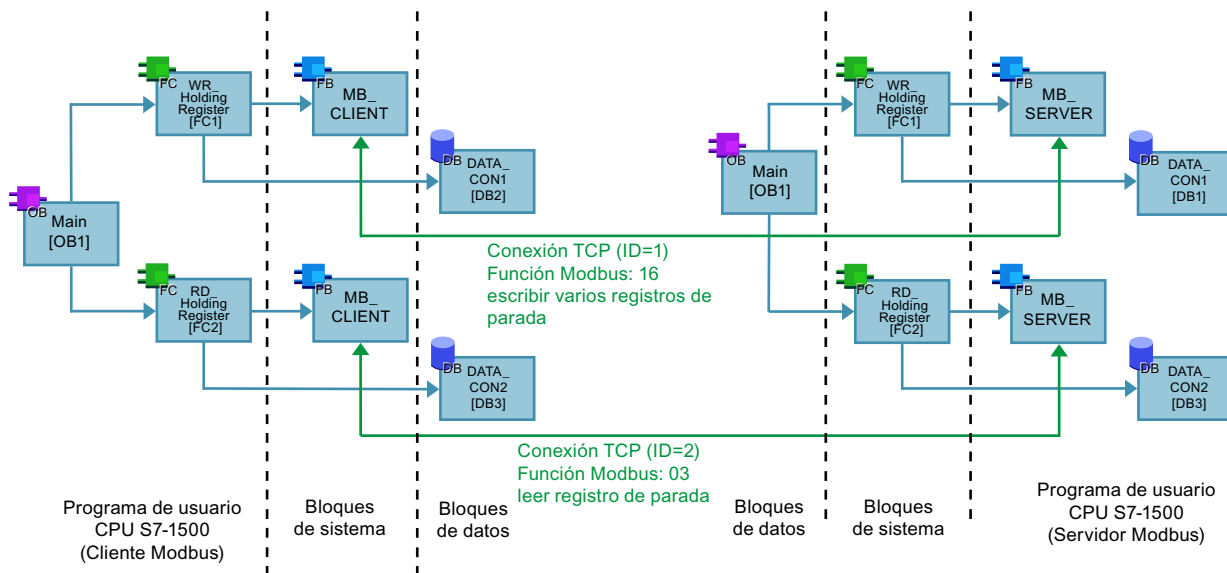 FC
WR_
Holding
Register
[FC1]
FB
MB_
CLIENT
DB
DATA_
CON1
[DB2]
OB
Main
[OB1]
FC
RD_
Holding
Register
[FC2]
FB
MB_
CLIENT
DB
DATA_
CON2
[DB3]
Conexión TCP (ID=1)
Función Modbus: 16
escribir varios registros de
parada
Conexión TCP (ID=2)
Función Modbus: 03
leer registro de parada
OB
Main
[OB1]
FC
WR_
Holding
Register
[FC1]
FB
MB_
SERVER
DB
DATA_
CON1
[DB1]
FC
RD_
Holding
Register
[FC2]
FB
MB_
SERVER
DB
DATA_
CON2
[DB3]
Programa de usuario
CPU S7-1500
(Cliente Modbus)
Bloques
de sistema
Bloques
de datos
Bloques
de datos
Bloques
de sistema
Programa de usuario
CPU S7-1500
(Servidor Modbus)